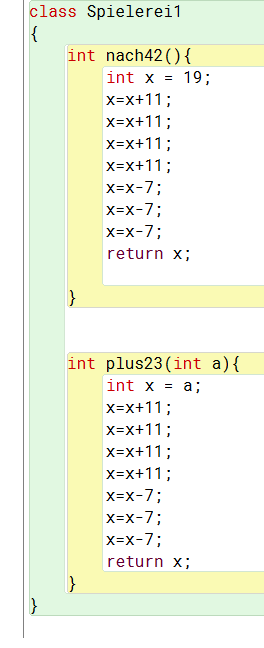 class Spielerei1
{
int nach42(){
int x = 19;
x=x+11;
x=x+11;
x=x+11;
x=x+11;
x=x-7;
x=x-7;
x=x-7;
return x;
}
int plus23(int a){
int x = a;
x=x+11;
x=x+11;
x=x+11;
x=x+11;
x=x-7;
x=x-7;
x=x-7;
return x;
}
}